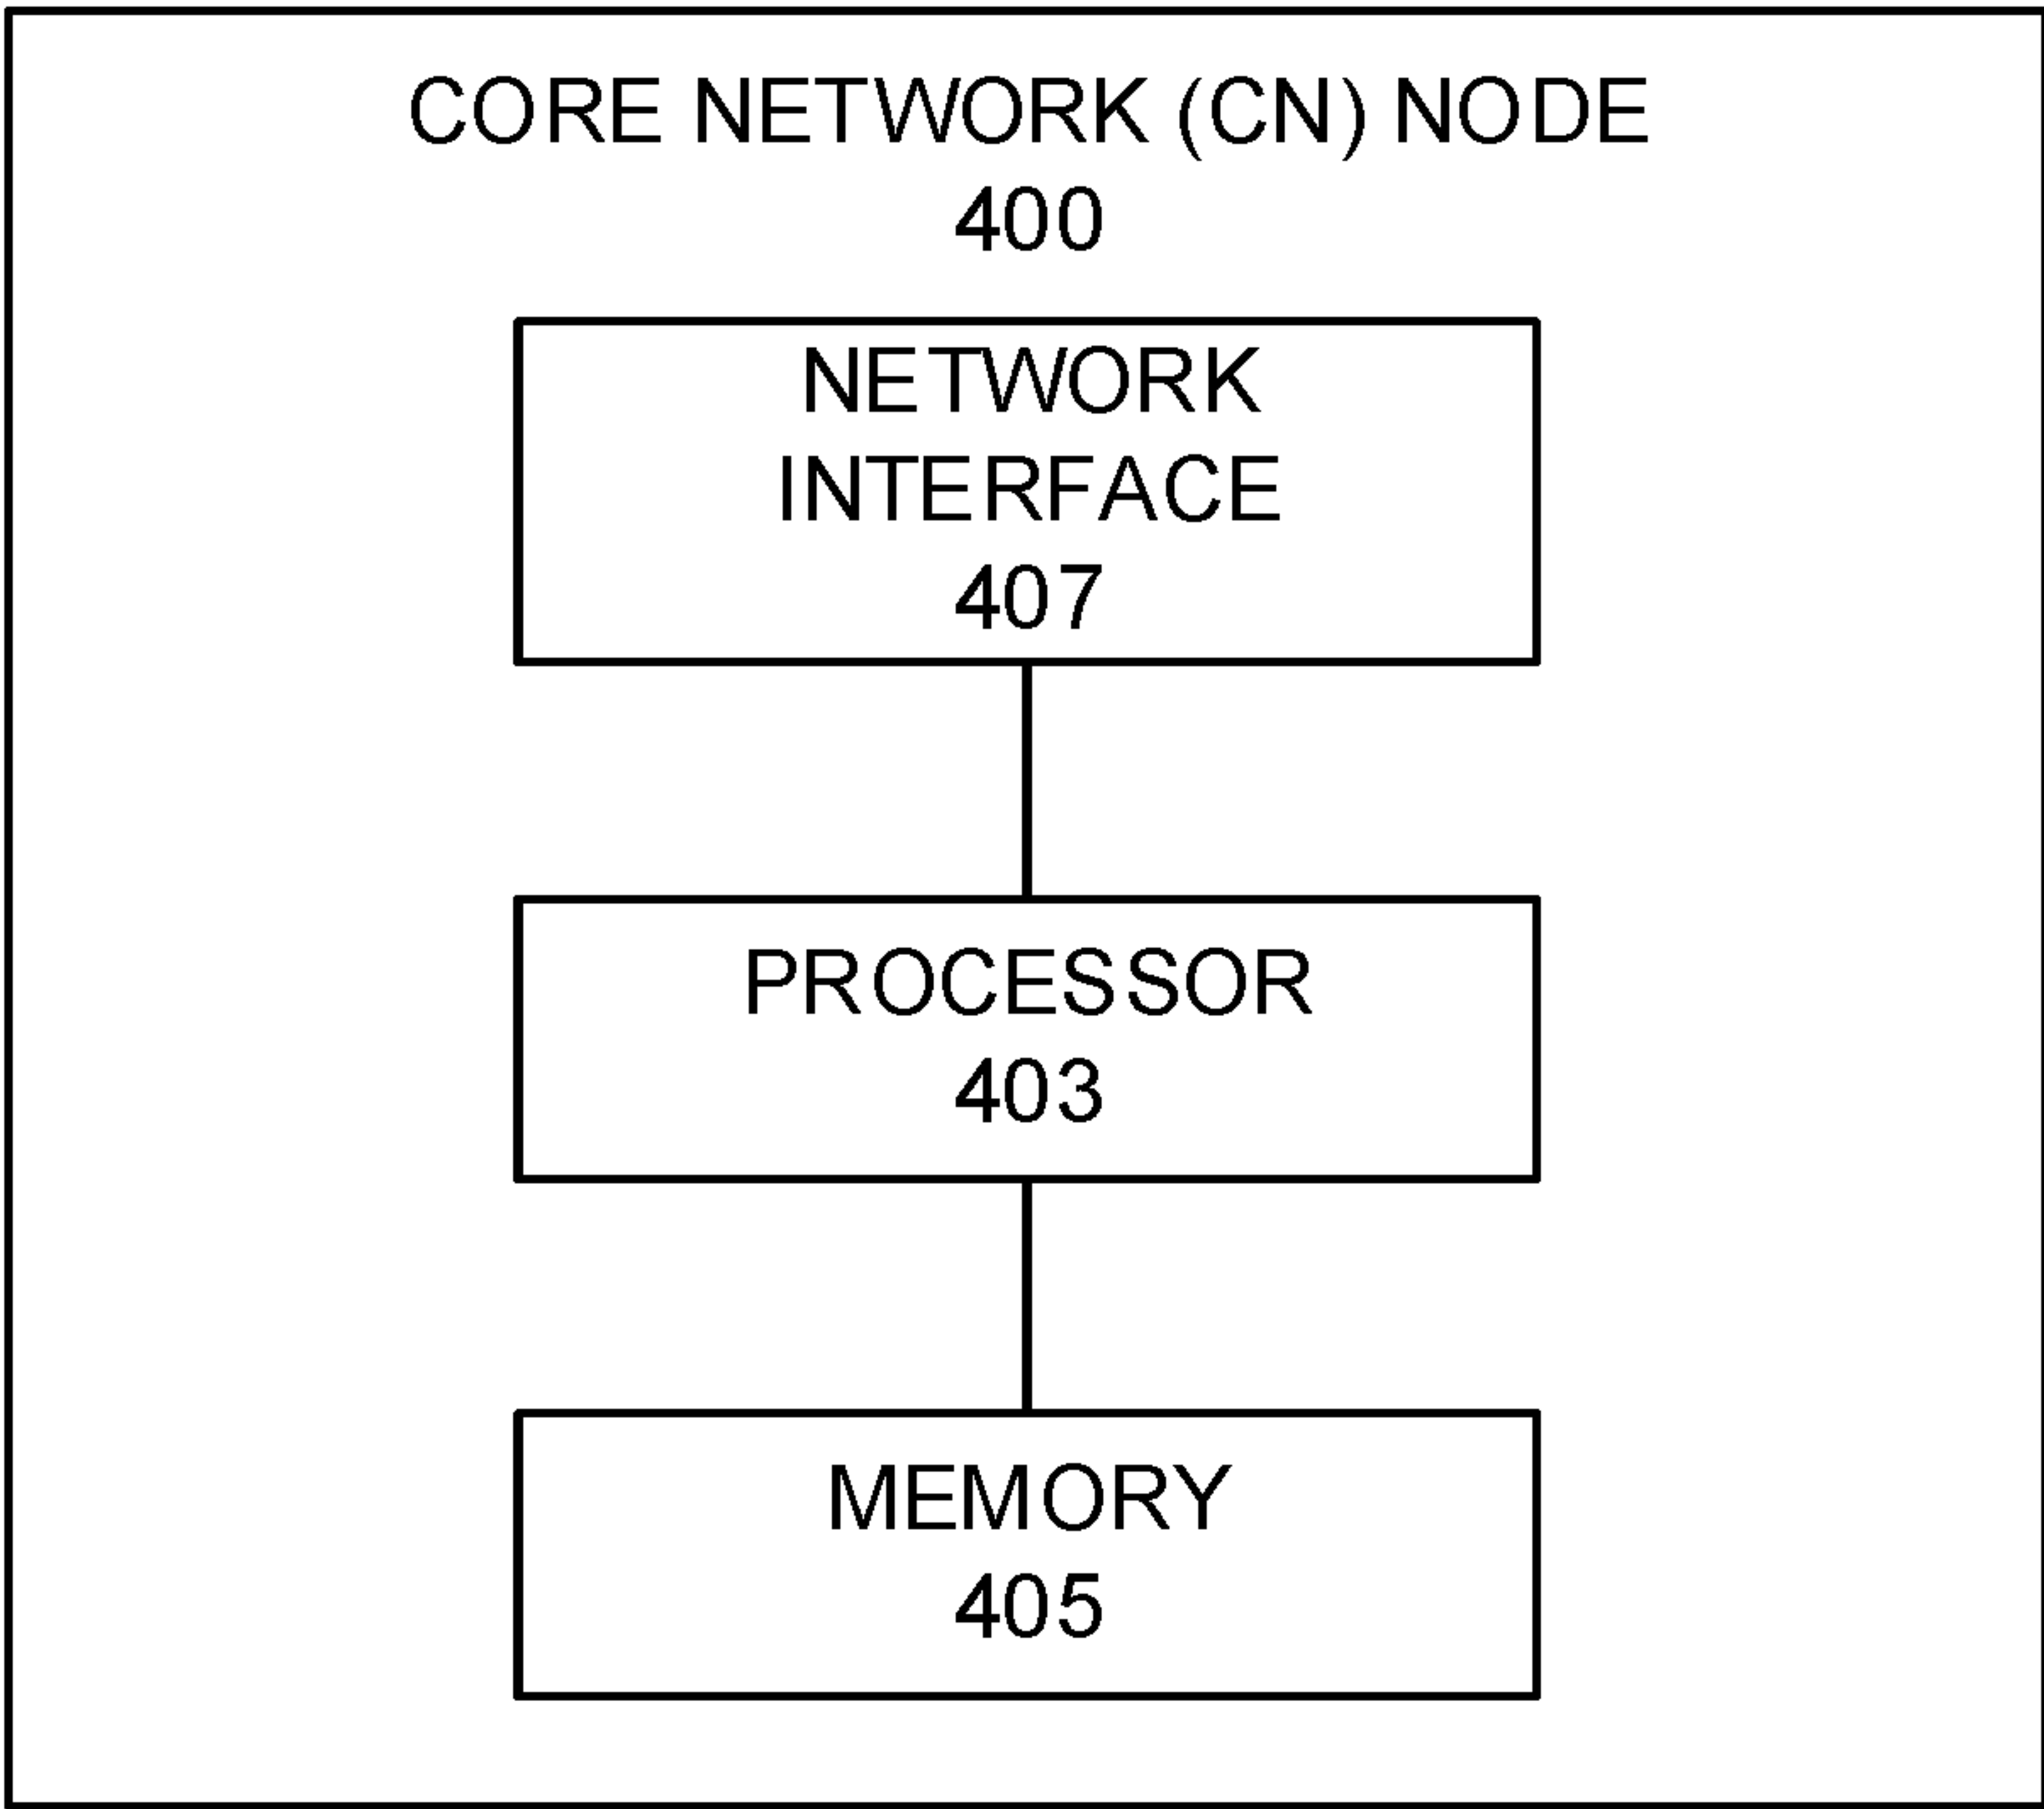 CORE NETWORK (CN) NODE
400
NETWORK
INTERFACE
407
PROCESSOR
403
MEMORY
405